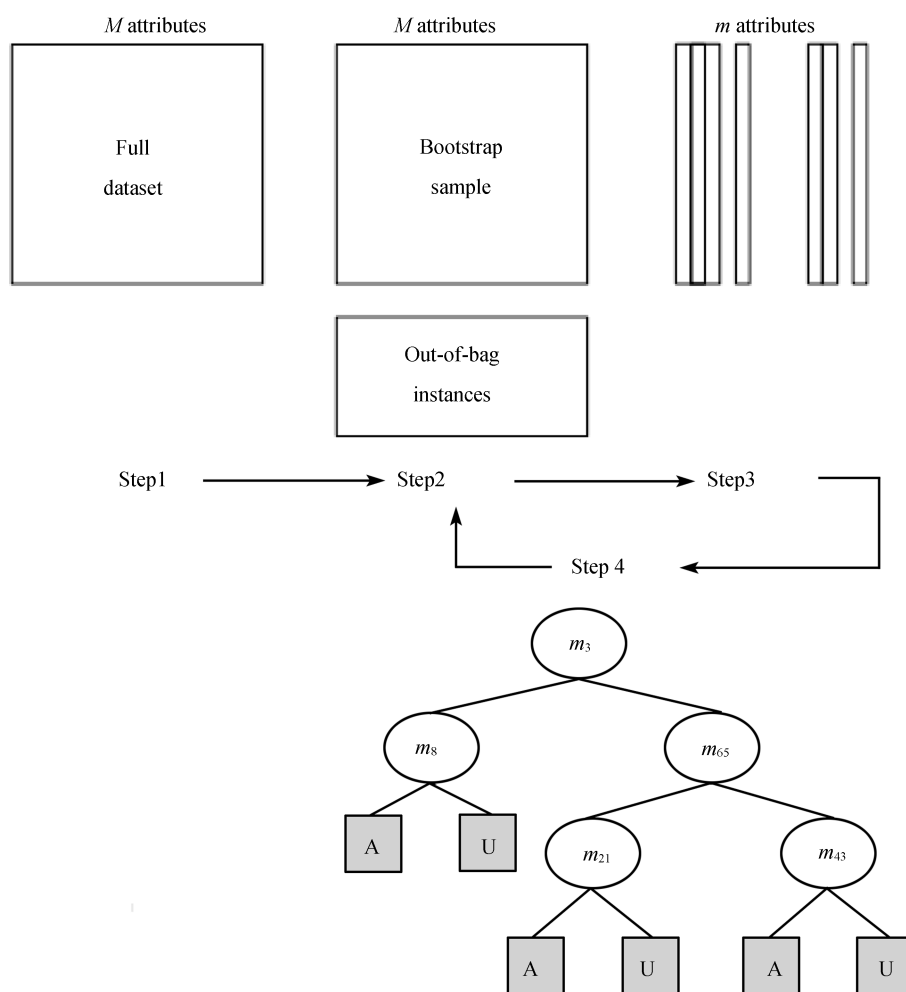 M attributes
M attributes
m attributes
Full
dataset
Bootstrap
sample
Out-of-bag
instances
Step1
Step2
Step3
Step 4
m3
m8
m65
A
U
m21
m43
A
U
A
U